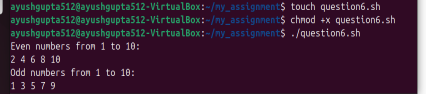 ayushgupta512@ayushgupta512-VirtualBox:~/my_assignment$ touch question6.sh
ayushgupta512@ayushgupta512-VirtualBox:~/my_assignment$ chmod +x question6.sh
ayushgupta512@ayushgupta512-VirtualBox:~/my_assignment$ ./question6.sh
Even numbers from 1 to 10:
2 4 6 8 10
Odd numbers from 1 to 10:
1 3 5 7 9